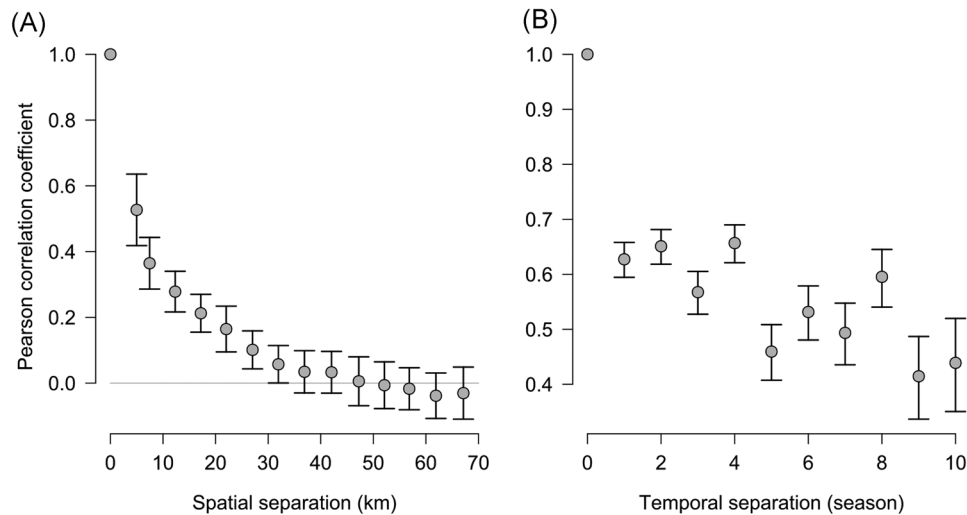 (A)
Pearson correlation coefficient
1.0
0.8
0.6
0.4
0.2
0.0
0 10 20 30 40 50 60 70
Spatial separation (km)
(B)
1.0
0.9
0.8
0.7
0.6
0.5
0.4
0 2 4 6 8 10
Temporal separation (season)